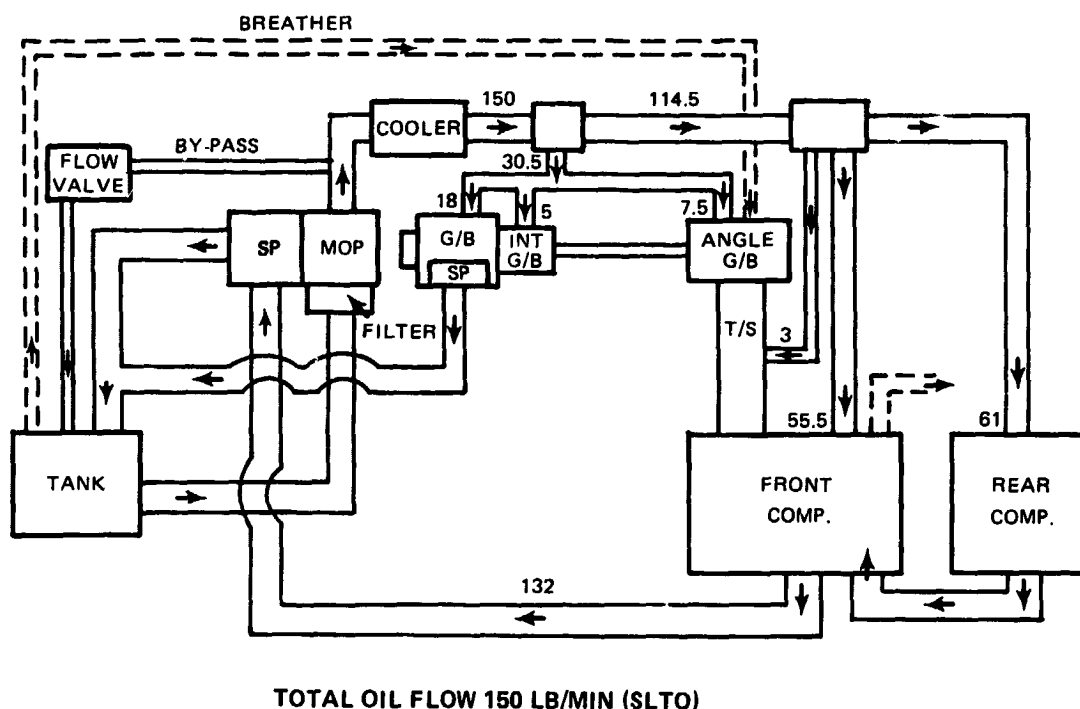 BREATHER
150
114.5
COOLER
BY-PASS
FLOW
VALVE
30.5
18
5
7.5
SP
MOP
G/B
INT
G/B
SP
ANGLE
G/B
FILTER
T/S
3
55.5
61
TANK
FRONT
COMP.
REAR
COMP.
132
TOTAL OIL FLOW 150 LB/MIN (SLTO)